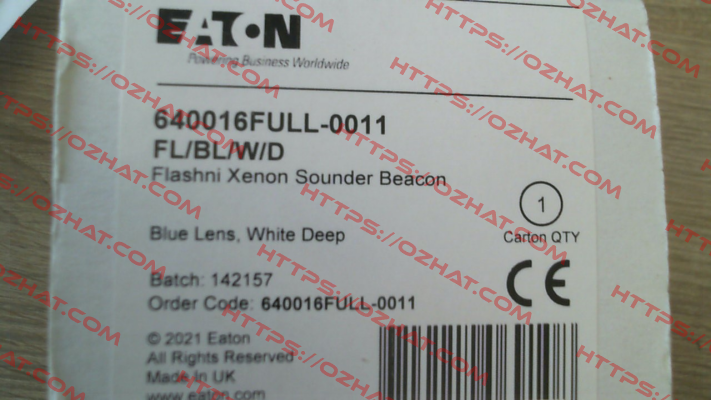 EATON
Powering Business Worldwide
640016FULL-0011
FL/BL/W/D
Flashni Xenon Sounder Beacon
1
Carton QTY
Blue Lens, White Deep
CE
Batch: 142157
Order Code: 640016FULL-0011
© 2021 Eaton
All Rights Reserved
Made in UK
www.eaton.com
HTTPS://OZHAT.COM